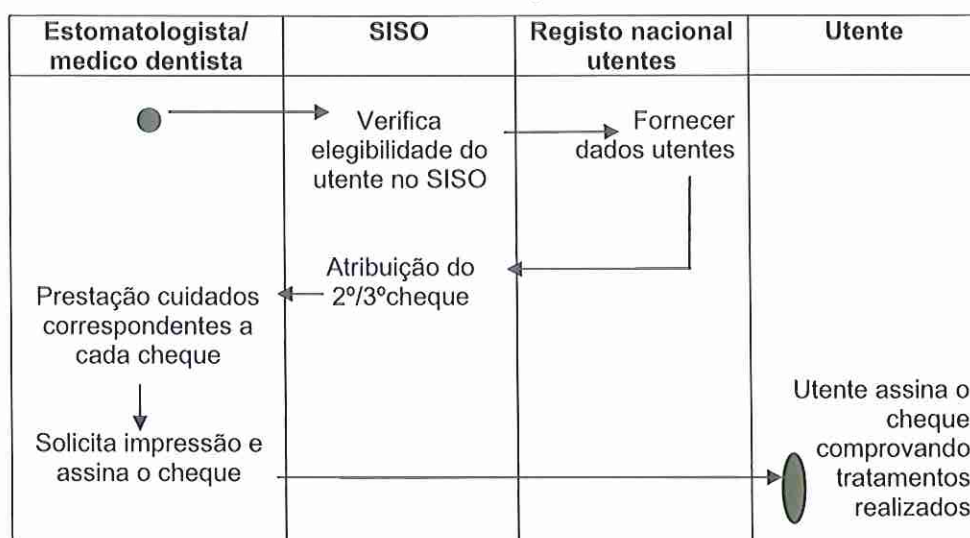 Estomatologista/
medico dentista
SISO
Registo nacional
utentes
Utente
Verifica
elegibilidade do
utente no SISO
Fornecer
dados utentes
Atribuição do
2º/3ºcheque
Prestação cuidados
correspondentes a
cada cheque
Solicita impressão e
assina o cheque
Utente assina o
cheque
comprovando
tratamentos
realizados